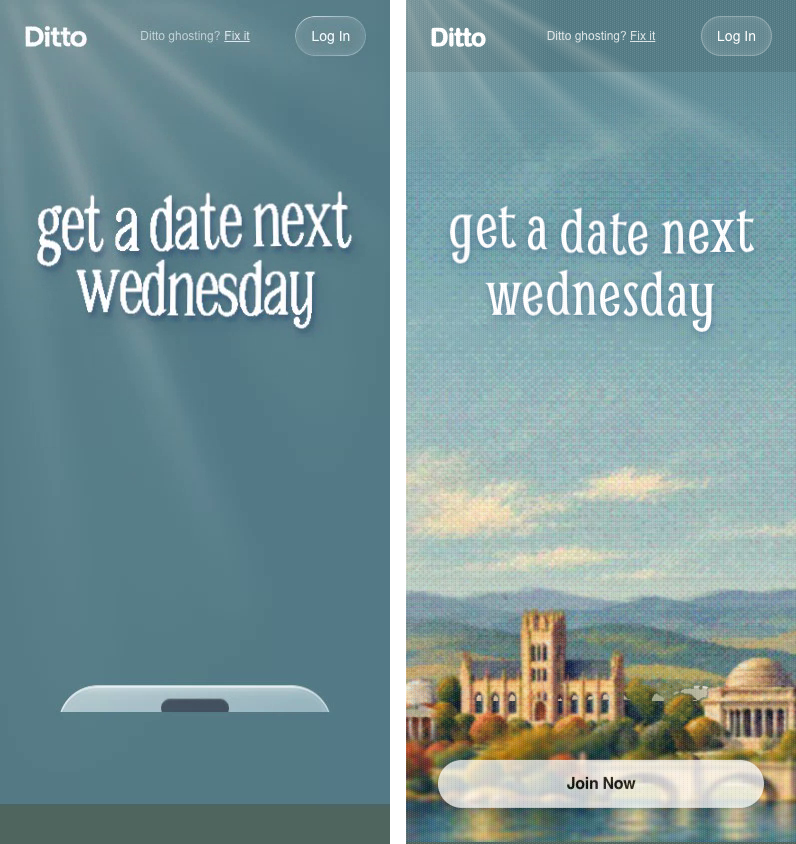 Ditto
Ditto ghosting? Fix it
Log In
get a date next
wednesday
Ditto
Ditto ghosting? Fix it
Log In
get a date next
wednesday
Join Now